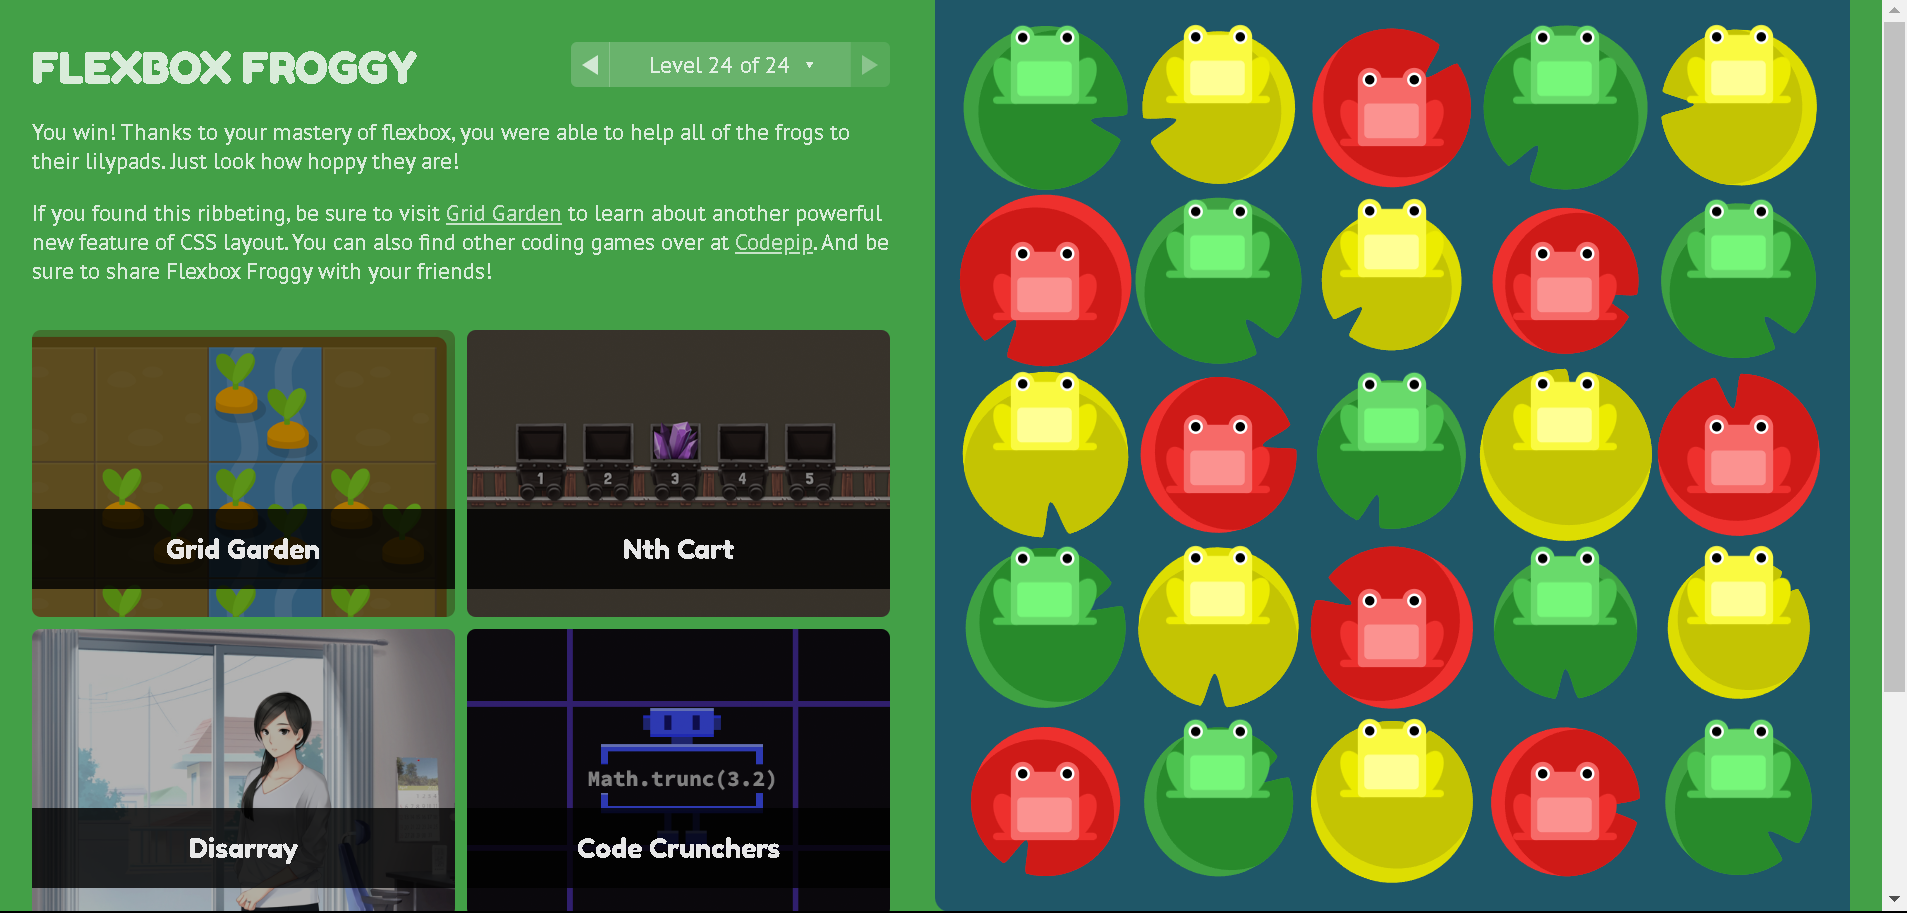 FLEXBOX FROGGY
Level 24 of 24
You win! Thanks to your mastery of flexbox, you were able to help all of the frogs to
their lilypads. Just look how hoppy they are!
If you found this ribbeting, be sure to visit Grid Garden to learn about another powerful
new feature of CSS layout. You can also find other coding games over at Codepip. And be
sure to share Flexbox Froggy with your friends!
Grid Garden
1 2 3 4 5
Nth Cart
Disarray
Math.trunc(3.2)
Code Crunchers